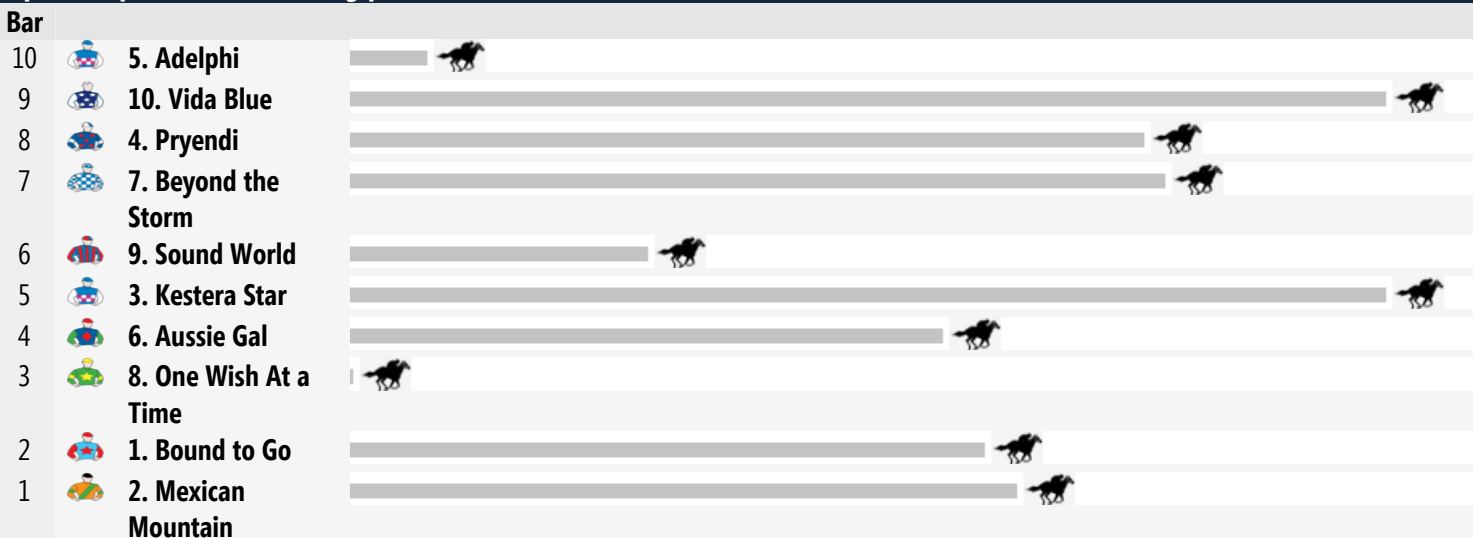 Bar
10 5. Adelphi
9 10. Vida Blue
8 4. Pryendi
7 7. Beyond the
Storm
6 9. Sound World
5 3. Kestera Star
4 6. Aussie Gal
3 8. One Wish At a
Time
2 1. Bound to Go
1 2. Mexican
Mountain